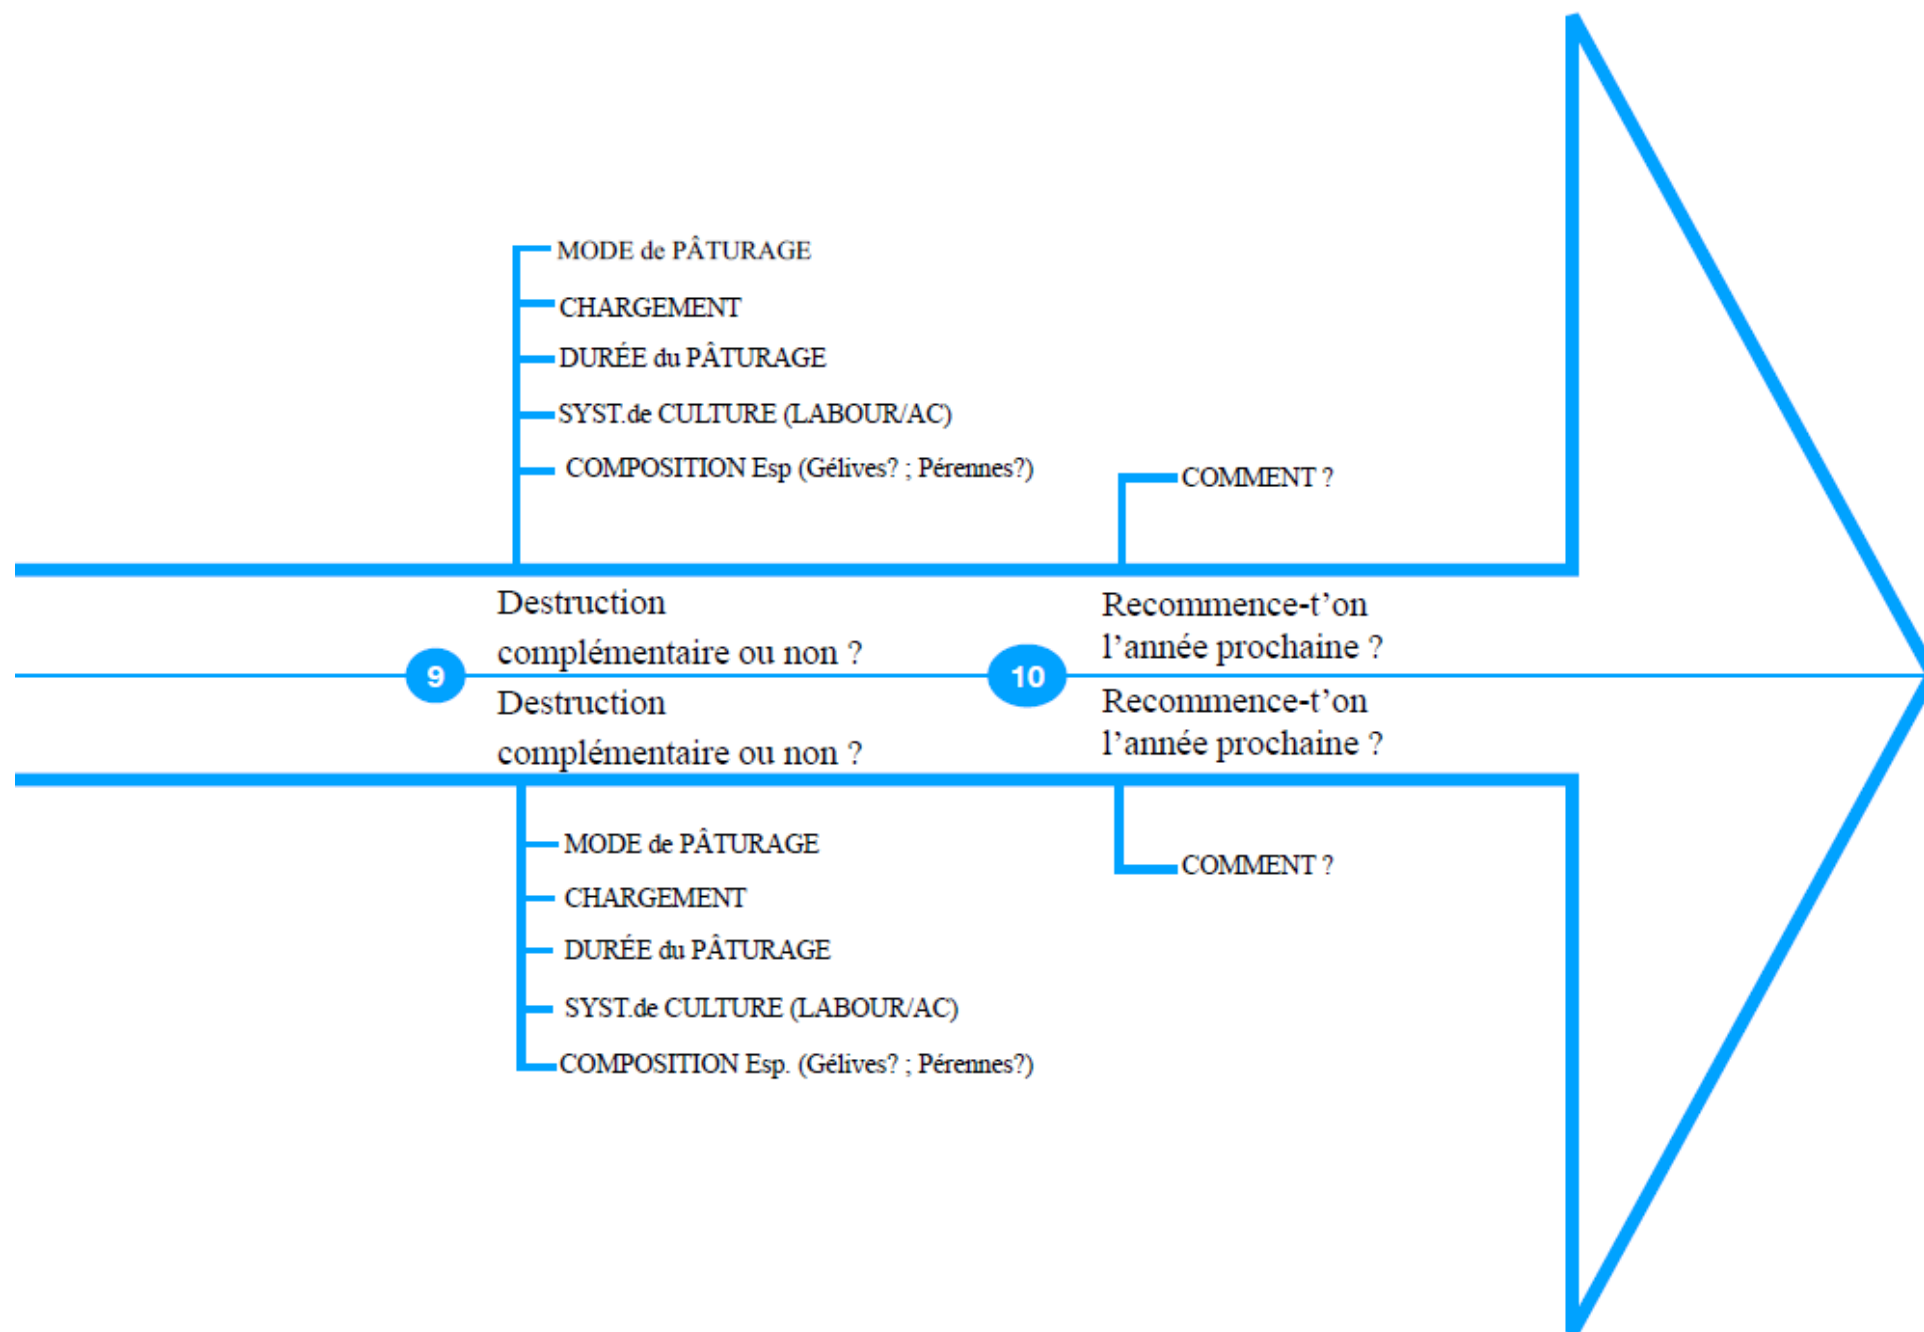 MODE de PÂTURAGE
CHARGEMENT
DURÉE du PÂTURAGE
SYST.de CULTURE (LABOUR/AC)
COMPOSITION Esp (Gélives? ; Pérennes?)
COMMENT ?
Destruction
complémentaire ou non ?
Recommence-t’on
l’année prochaine ?
9
10
Destruction
complémentaire ou non ?
Recommence-t’on
l’année prochaine ?
MODE de PÂTURAGE
CHARGEMENT
DURÉE du PÂTURAGE
SYST.de CULTURE (LABOUR/AC)
COMPOSITION Esp. (Gélives? ; Pérennes?)
COMMENT ?